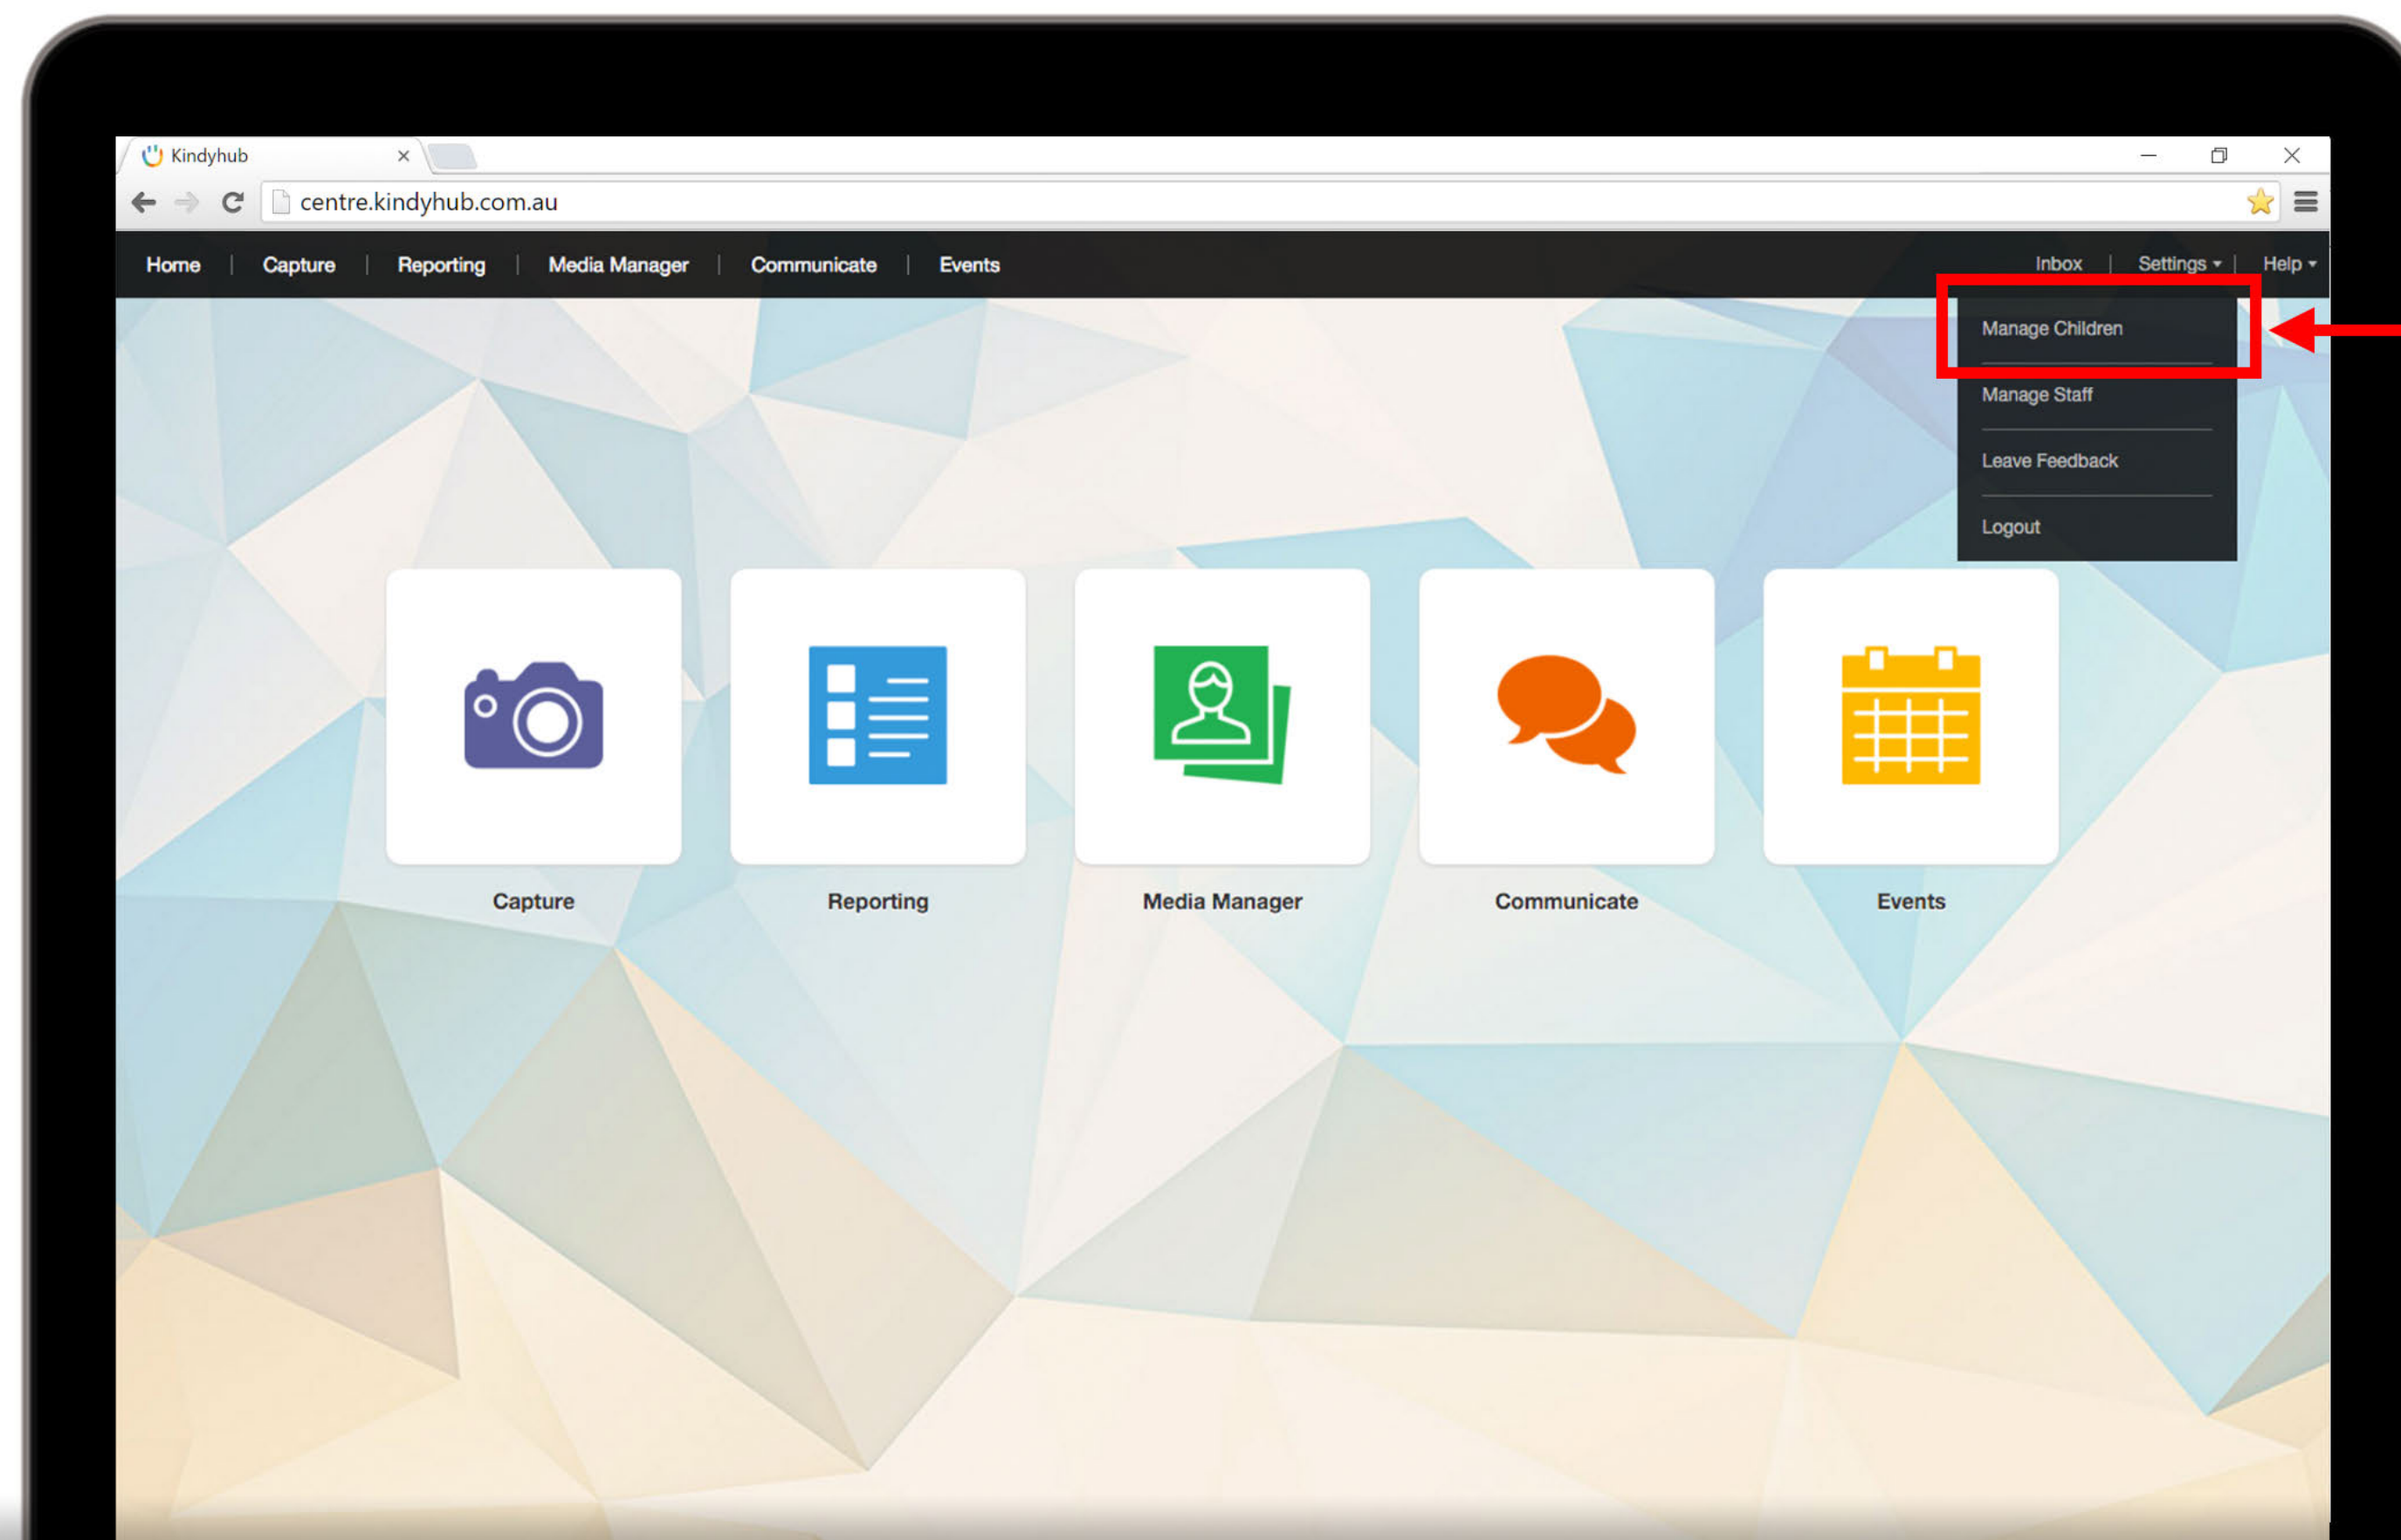 Kindyhub
centre.kindyhub.com.au
Home | Capture | Reporting | Media Manager | Communicate | Events Inbox | Settings | Help
Manage Children
Manage Staff
Leave Feedback
Logout
Capture Reporting Media Manager Communicate Events